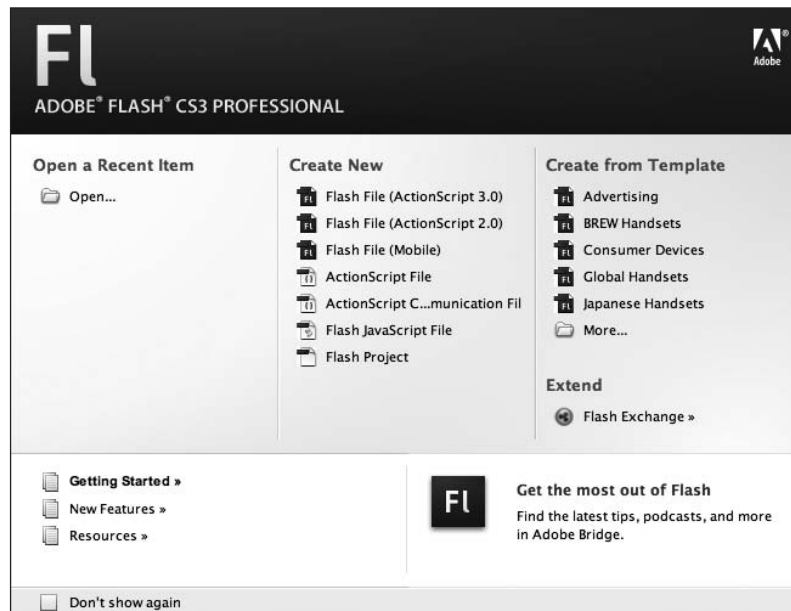 Fl
Adobe
ADOBE® FLASH® CS3 PROFESSIONAL
Open a Recent Item
Open...
Create New
Flash File (ActionScript 3.0)
Flash File (ActionScript 2.0)
Flash File (Mobile)
ActionScript File
ActionScript C...munication Fil
Flash JavaScript File
Flash Project
Create from Template
Advertising
BREW Handsets
Consumer Devices
Global Handsets
Japanese Handsets
More...
Extend
Flash Exchange »
Getting Started »
New Features »
Resources »
Fl
Get the most out of Flash
Find the latest tips, podcasts, and more
in Adobe Bridge.
Don't show again